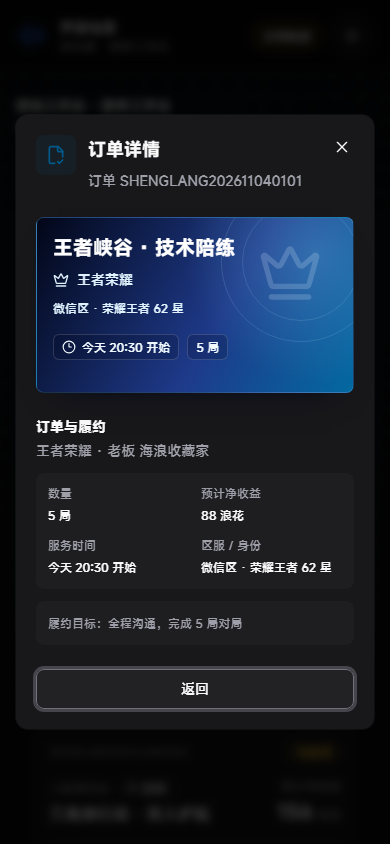 订单详情
订单 SHENGLANG202611040101
王者峡谷 · 技术陪练
王者荣耀
微信区 · 荣耀王者 62 星
今天 20:30 开始
5 局
订单与履约
王者荣耀 · 老板 海浪收藏家
数量
预计净收益
5 局
88 浪花
服务时间
区服 / 身份
今天 20:30 开始
微信区 · 荣耀王者 62 星
履约目标：全程沟通，完成 5 局对局
返回